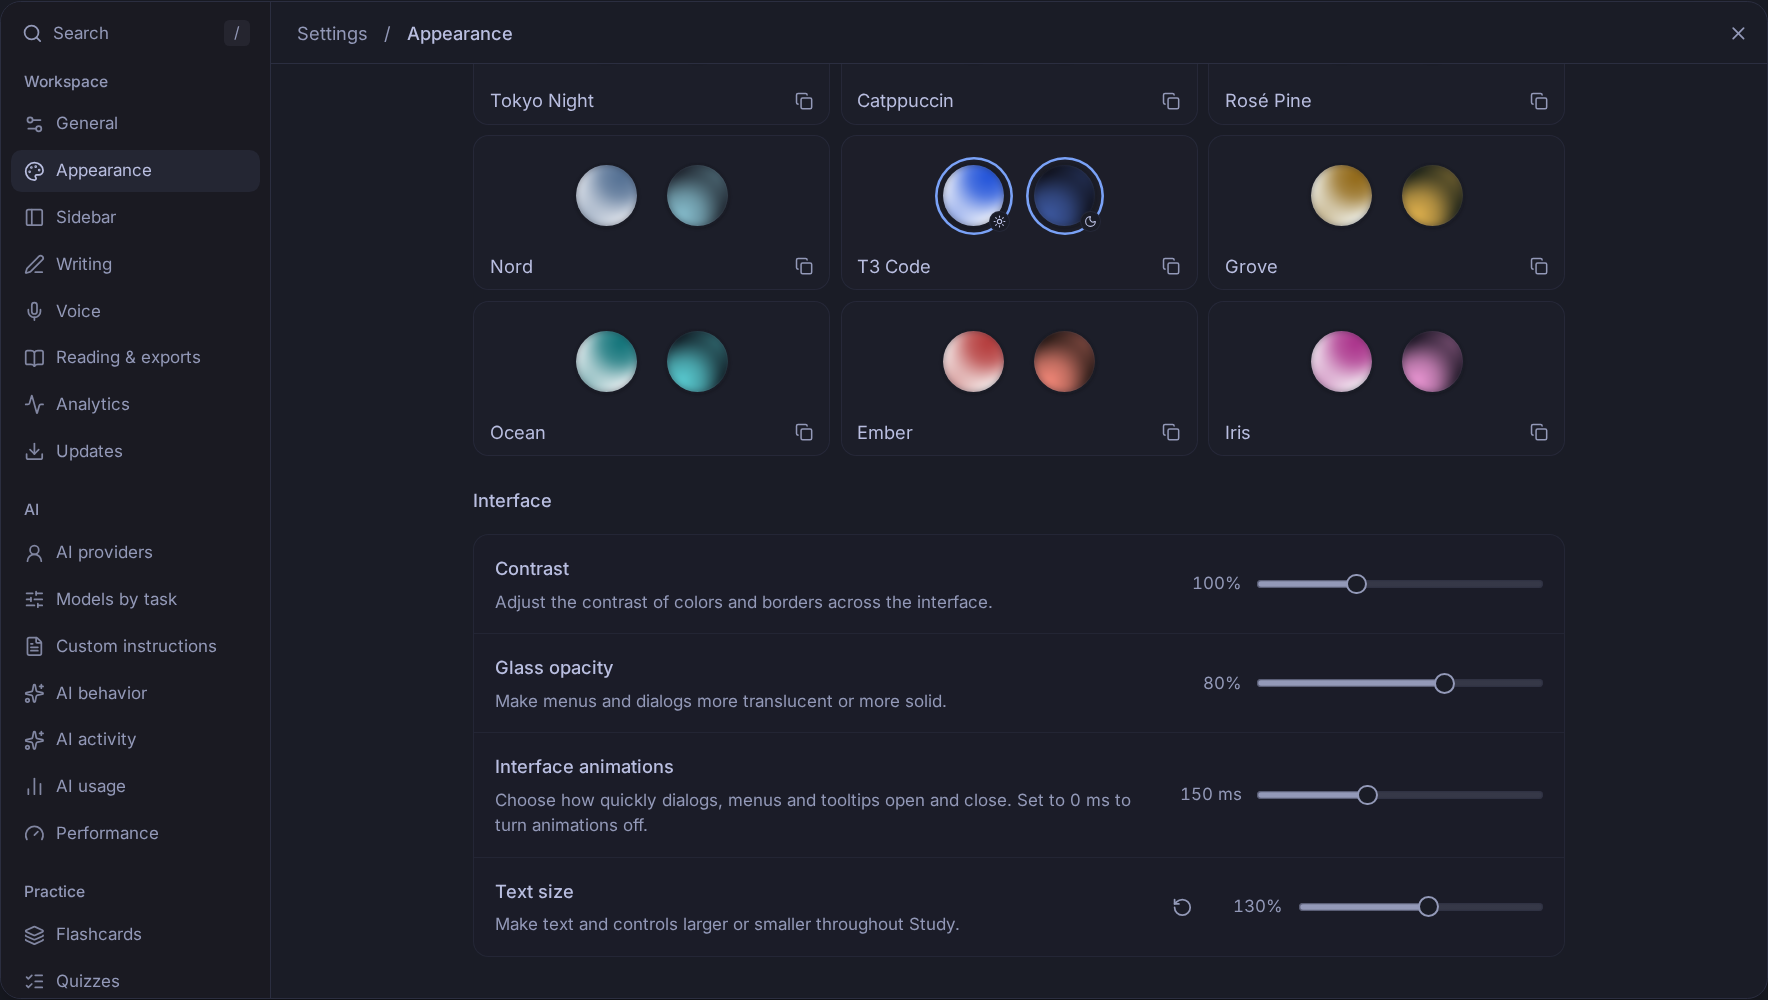 Search
/
Settings / Appearance
Workspace
General
Appearance
Sidebar
Writing
Voice
Reading & exports
Analytics
Updates
AI
AI providers
Models by task
Custom instructions
AI behavior
AI activity
AI usage
Performance
Practice
Flashcards
Quizzes
Tokyo Night
Catppuccin
Rosé Pine
Nord
T3 Code
Grove
Ocean
Ember
Iris
Interface
Contrast
Adjust the contrast of colors and borders across the interface.
100%
Glass opacity
Make menus and dialogs more translucent or more solid.
80%
Interface animations
Choose how quickly dialogs, menus and tooltips open and close. Set to 0 ms to
turn animations off.
150 ms
Text size
Make text and controls larger or smaller throughout Study.
130%